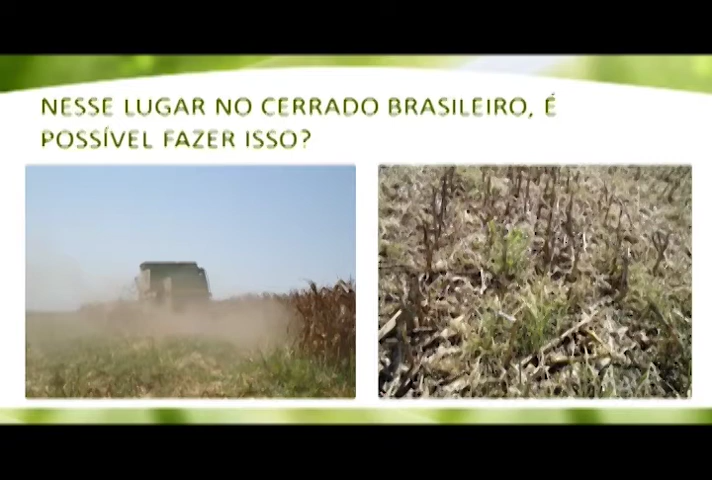 NESSE LUGAR NO CERRADO BRASILEIRO, É
POSSÍVEL FAZER ISSO?